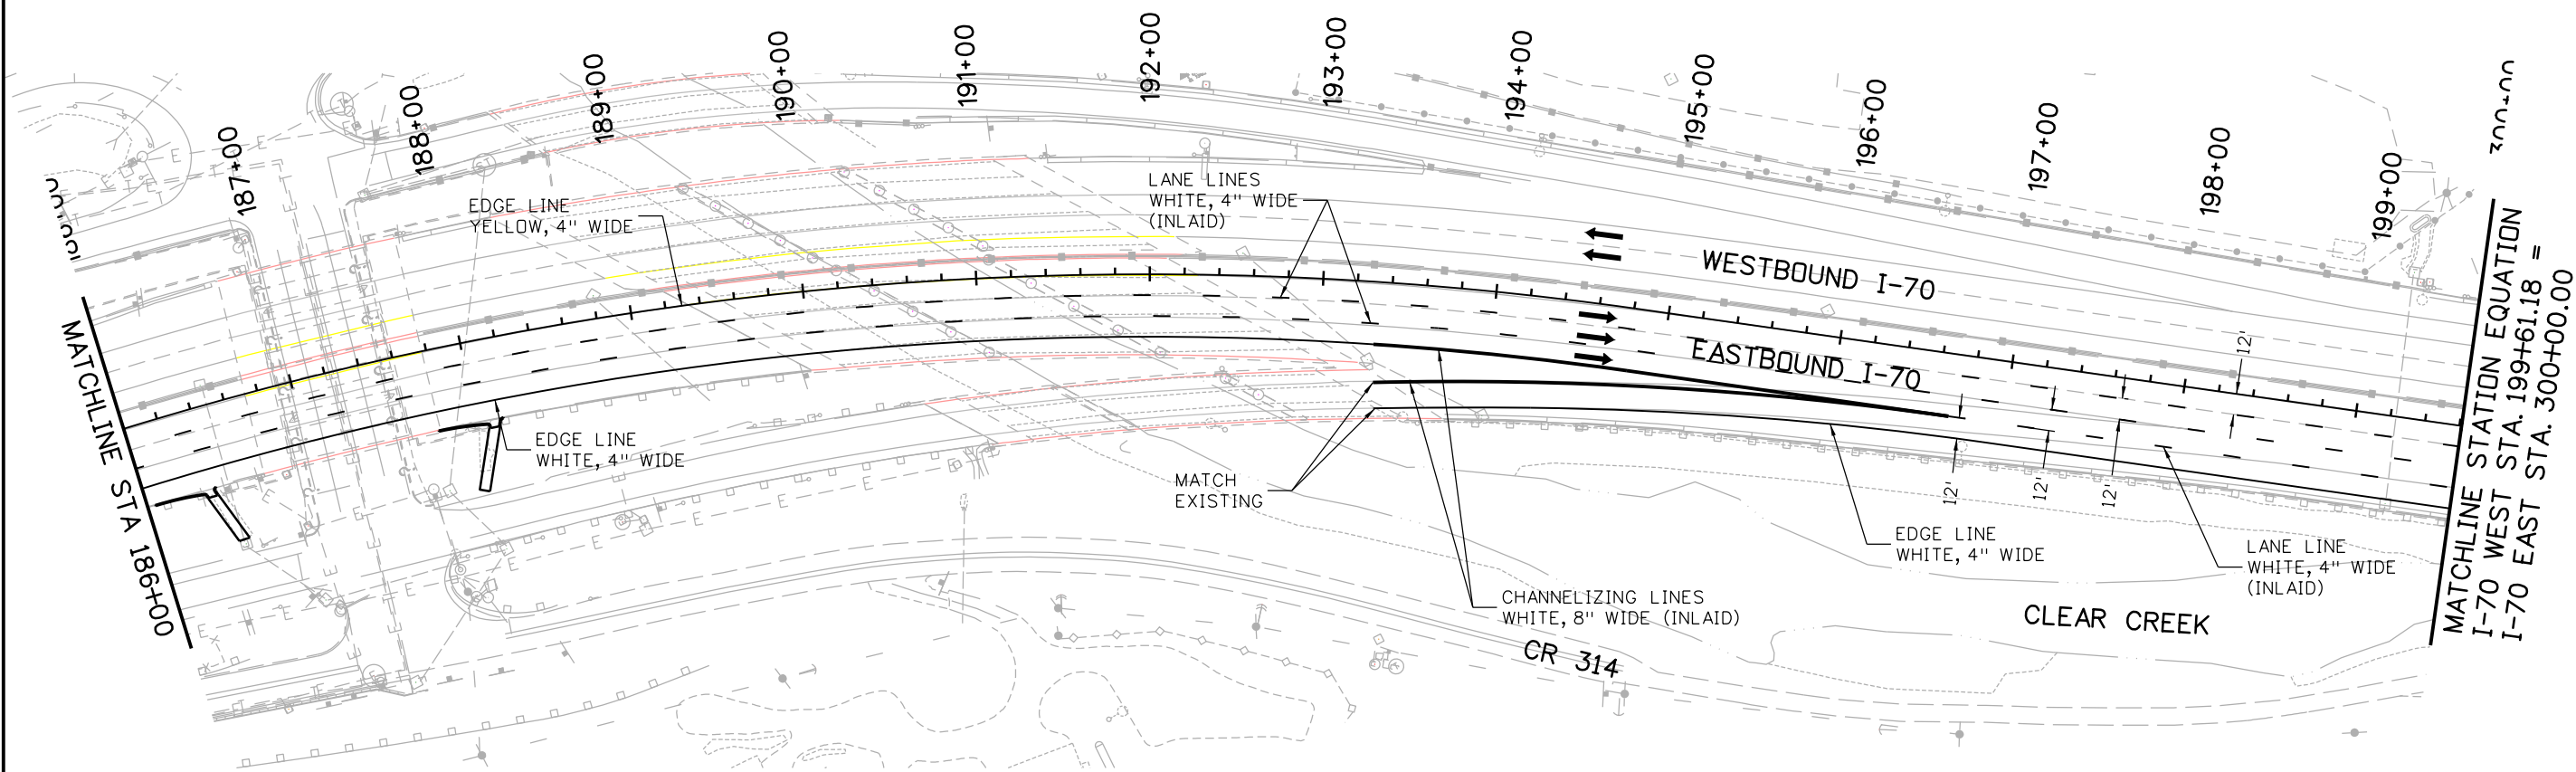 187+00
188+00
189+00
190+00
191+00
192+00
193+00
194+00
195+00
196+00
197+00
198+00
199+00
EDGE LINE
YELLOW, 4" WIDE
LANE LINES
WHITE, 4" WIDE
(INLAID)
WESTBOUND I-70
EASTBOUND I-70
12'
MATCHLINE STA 186+00
EDGE LINE
WHITE, 4" WIDE
MATCH
EXISTING
12'
12'
12'
EDGE LINE
WHITE, 4" WIDE
LANE LINE
WHITE, 4" WIDE
(INLAID)
CHANNELIZING LINES
WHITE, 8" WIDE (INLAID)
CLEAR CREEK
CR 314
MATCHLINE STATION EQUATION
I-70 WEST STA. 199+61.18 =
I-70 EAST STA. 300+00.00